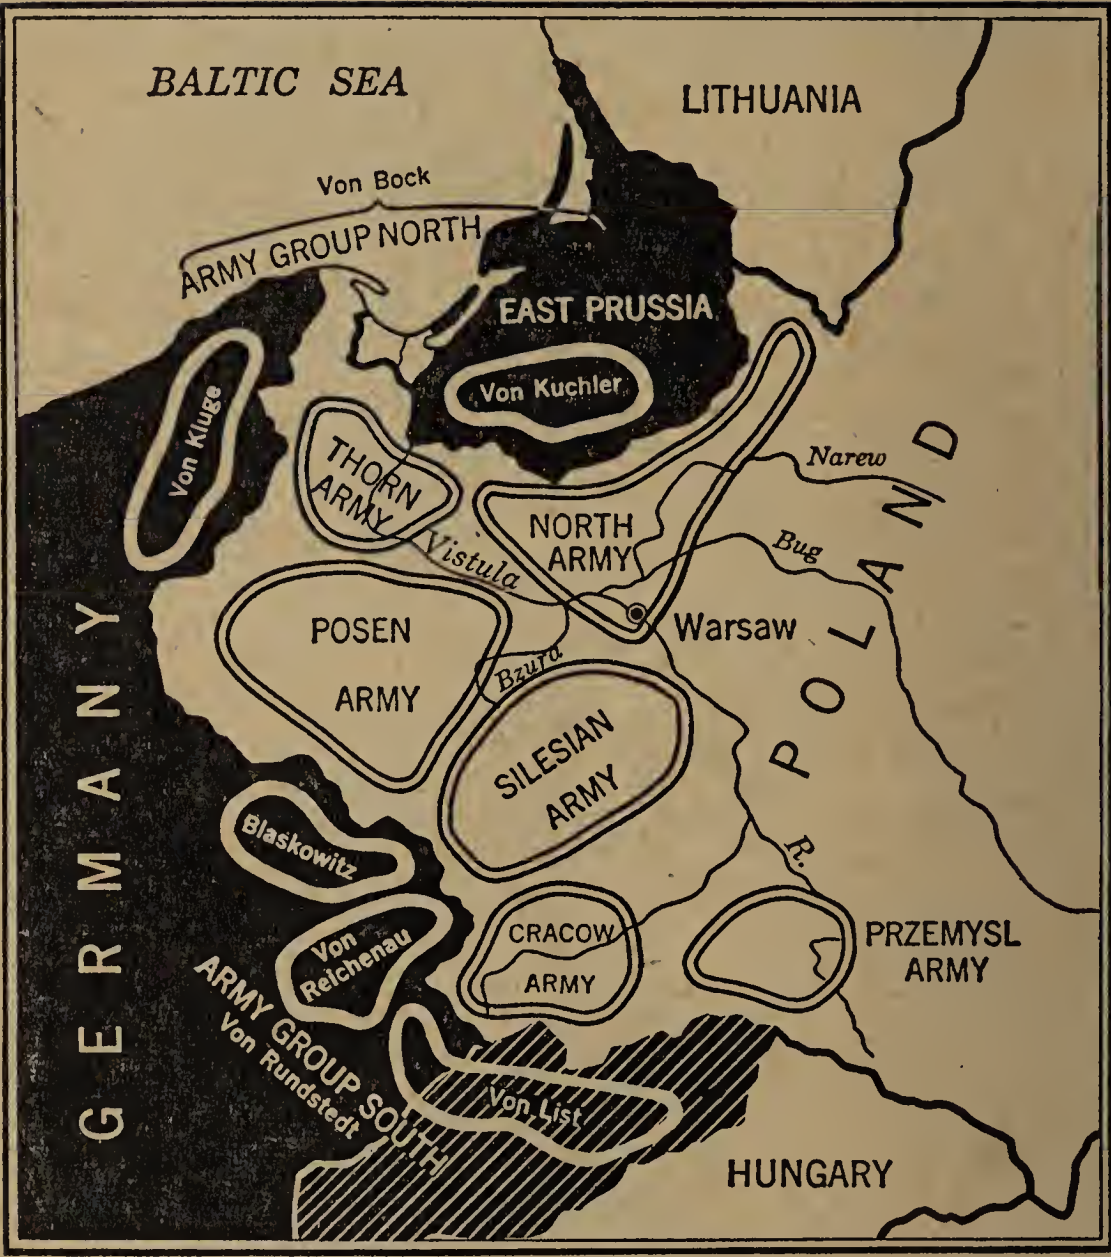 BALTIC SEA
LITHUANIA
Von Bock
ARMY GROUP NORTH
EAST PRUSSIA
Von Kuchler
Von Kluge
THORN
ARMY
Narew
NORTH
ARMY
Vistula
Bug
POLAND
Warsaw
POSEN
ARMY
Bzura
GERMANY
SILESIAN
ARMY
Blaskowitz
R.
CRACOW
ARMY
PRZEMYSL
ARMY
Von
Reichenau
ARMY GROUP SOUTH
Von Rundstedt
Von List
HUNGARY